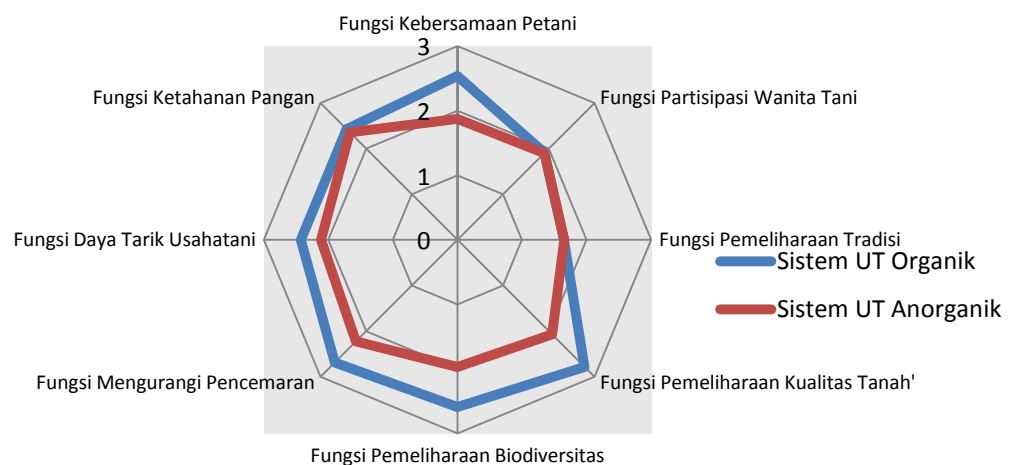 Fungsi Kebersamaan Petani
3
Fungsi Ketahanan Pangan
Fungsi Partisipasi Wanita Tani
2
1
Fungsi Daya Tarik Usahatani
0
Fungsi Pemeliharaan Tradisi
Sistem UT Organik
Sistem UT Anorganik
Fungsi Mengurangi Pencemaran
Fungsi Pemeliharaan Kualitas Tanah'
Fungsi Pemeliharaan Biodiversitas